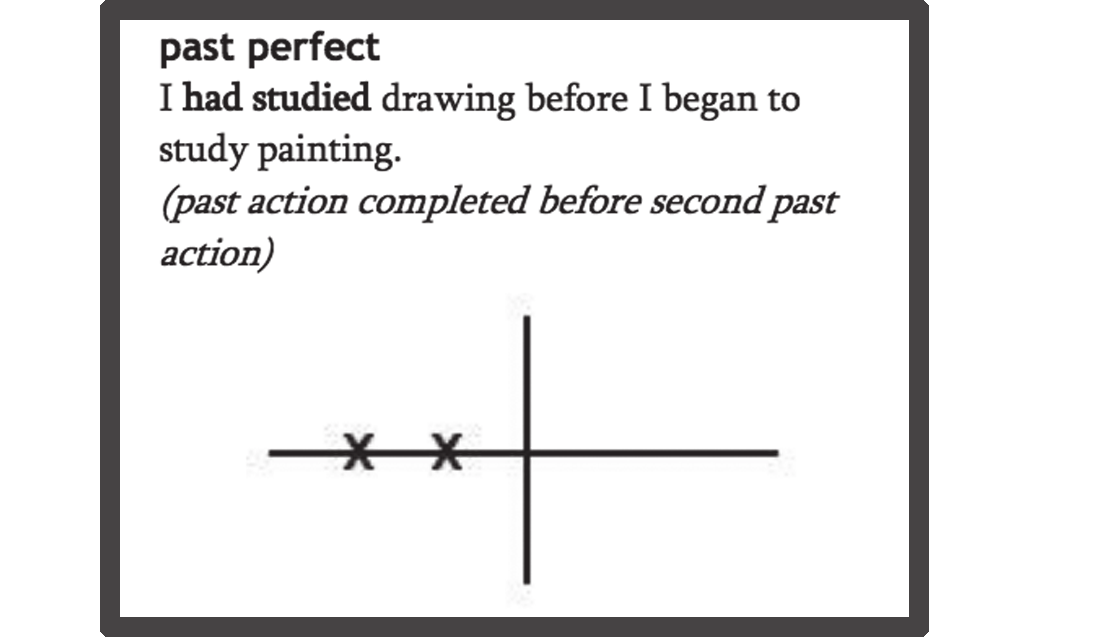 past perfect
I had studied drawing before I began to
study painting.
(past action completed before second past
action)
X X